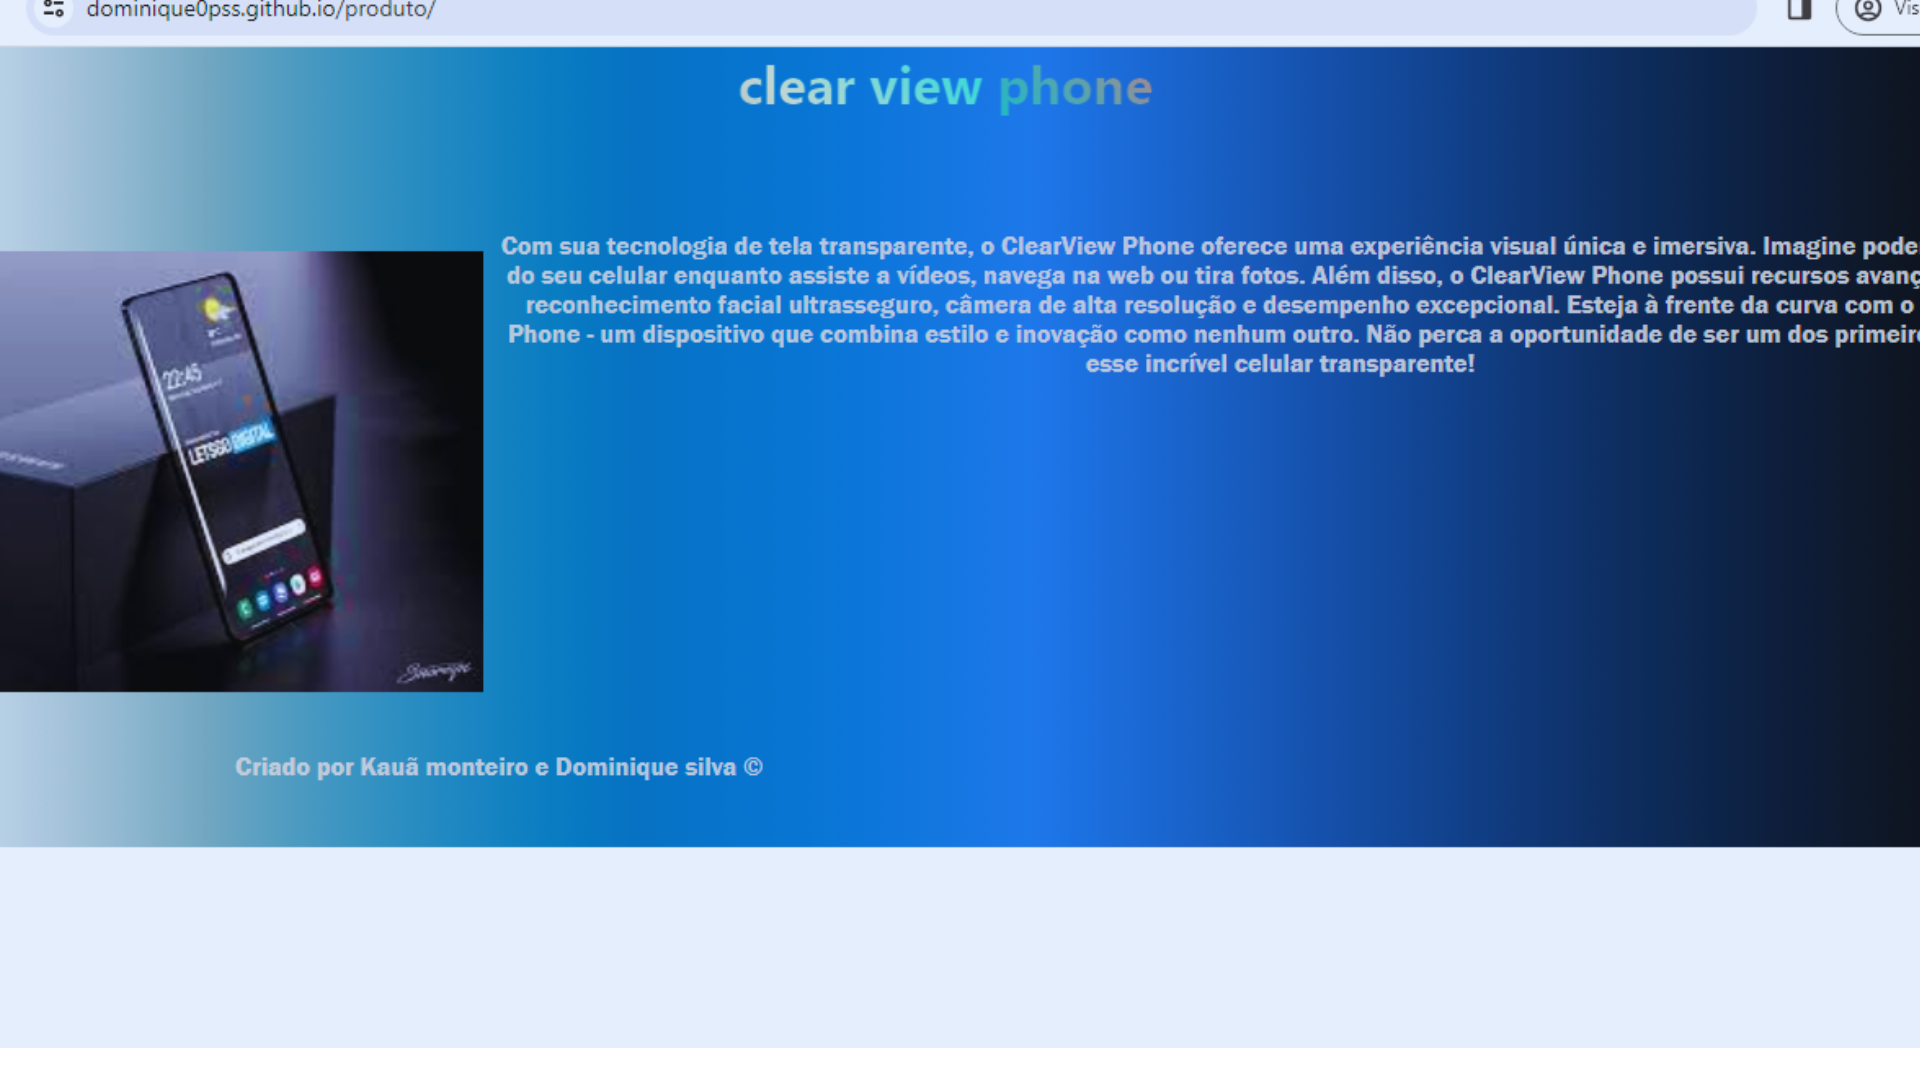 dominique0pss.github.io/produto/
Vis
clear view phone
Com sua tecnologia de tela transparente, o ClearView Phone oferece uma experiência visual única e imersiva. Imagine pode
do seu celular enquanto assiste a vídeos, navega na web ou tira fotos. Além disso, o ClearView Phone possui recursos avanç
reconhecimento facial ultrasseguro, câmera de alta resolução e desempenho excepcional. Esteja à frente da curva com o
Phone - um dispositivo que combina estilo e inovação como nenhum outro. Não perca a oportunidade de ser um dos primeir
esse incrível celular transparente!
22:45
LETSGO DIGITAL
Criado por Kauã monteiro e Dominique silva ©